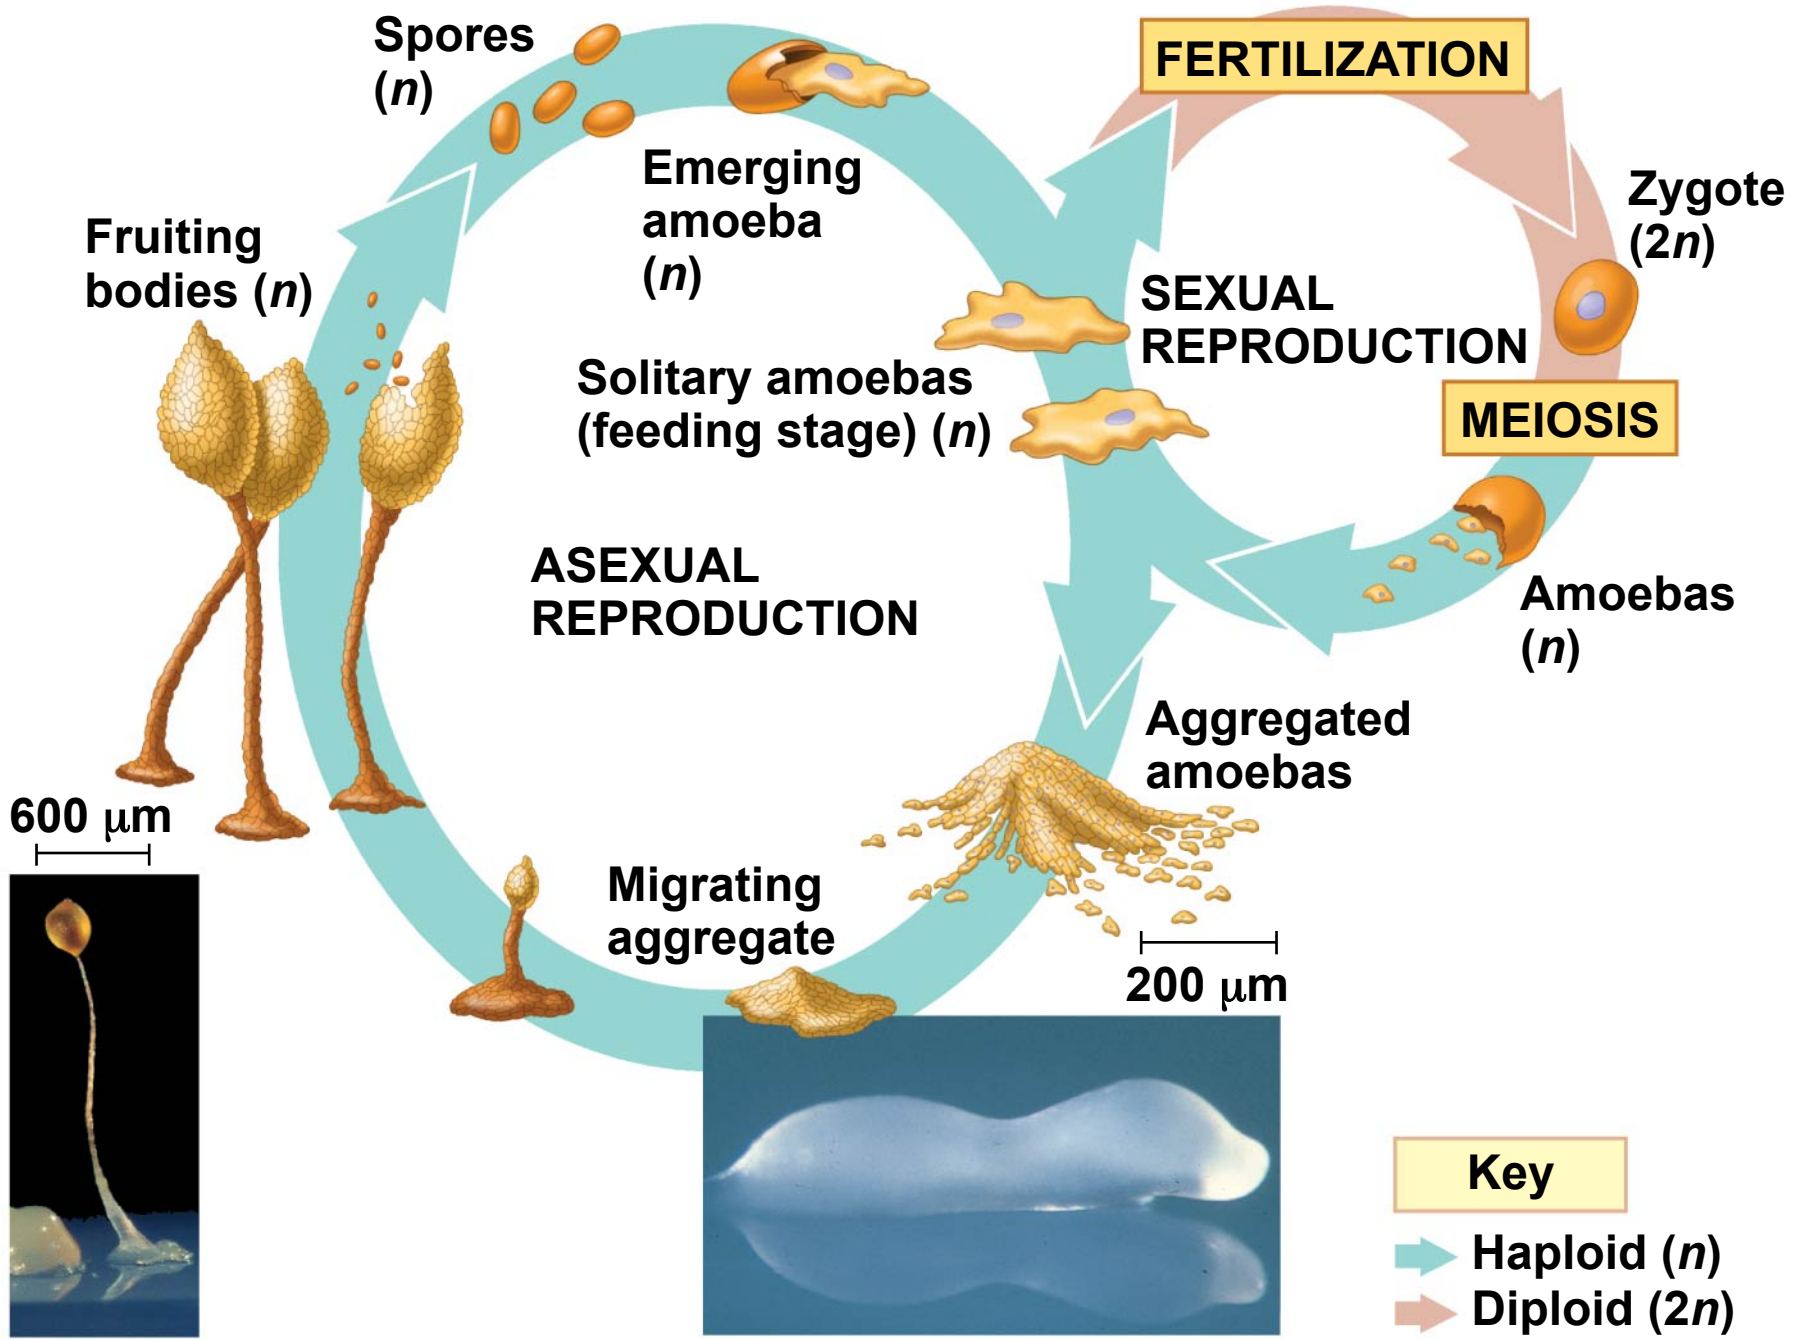 Spores
(n)
FERTILIZATION
Emerging
amoeba
(n)
Zygote
(2n)
Fruiting
bodies (n)
SEXUAL
REPRODUCTION
Solitary amoebas
(feeding stage) (n)
MEIOSIS
ASEXUAL
REPRODUCTION
Amoebas
(n)
Aggregated
amoebas
600 μm
Migrating
aggregate
200 μm
Key
Haploid (n)
Diploid (2n)